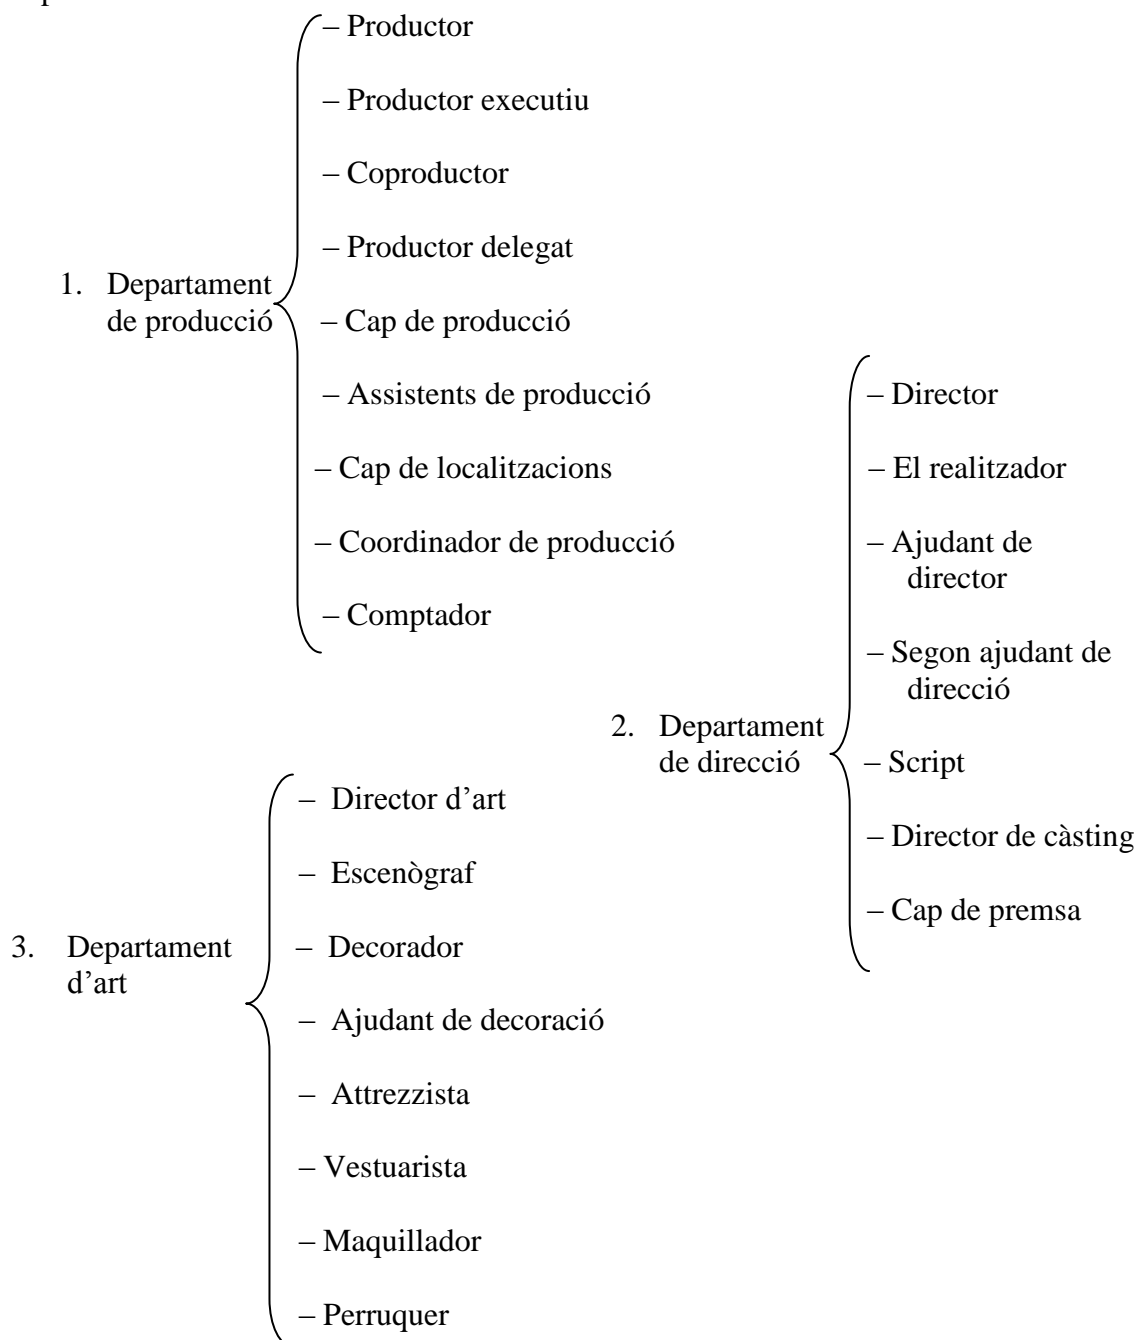 – Productor
– Productor executiu
– Coproductor
– Productor delegat
1. Departament
de producció
– Cap de producció
– Assistents de producció
– Cap de localitzacions
– Coordinador de producció
– Comptador
– Director
– El realitzador
– Ajudant de
director
– Segon ajudant de
direcció
2. Departament
de direcció
– Script
– Director de càsting
– Cap de premsa
– Director d’art
– Escenògraf
3. Departament
d’art
– Decorador
– Ajudant de decoració
– Attrezzista
– Vestuarista
– Maquillador
– Perruquer